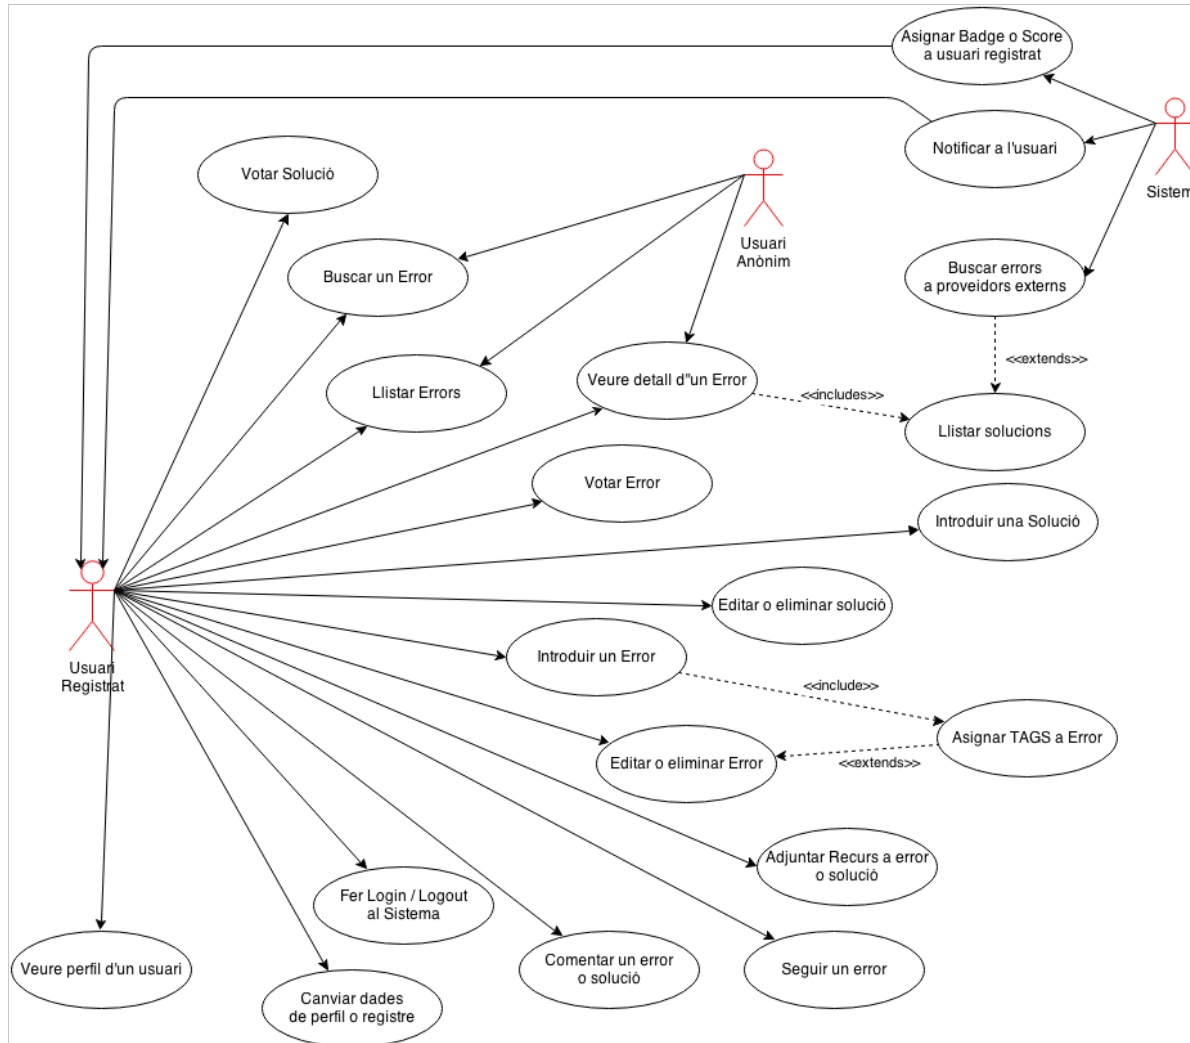 Asignar Badge o Score
a usuari registrat
Notificar a l'usuari
Sistem
Votar Solució
Usuari
Anònim
Buscar un Error
Buscar errors
a proveidors externs
<<extends>>
Llistar Errors
Veure detall d"un Error
<<includes>>
Llistar solucions
Votar Error
Introduir una Solució
Editar o eliminar solució
Usuari
Registrat
Introduir un Error
<<include>>
Asignar TAGS a Error
Editar o eliminar Error
<<extends>>
Adjuntar Recurs a error
o solució
Fer Login / Logout
al Sistema
Veure perfil d'un usuari
Comentar un error
o solució
Seguir un error
Canviar dades
de perfil o registre